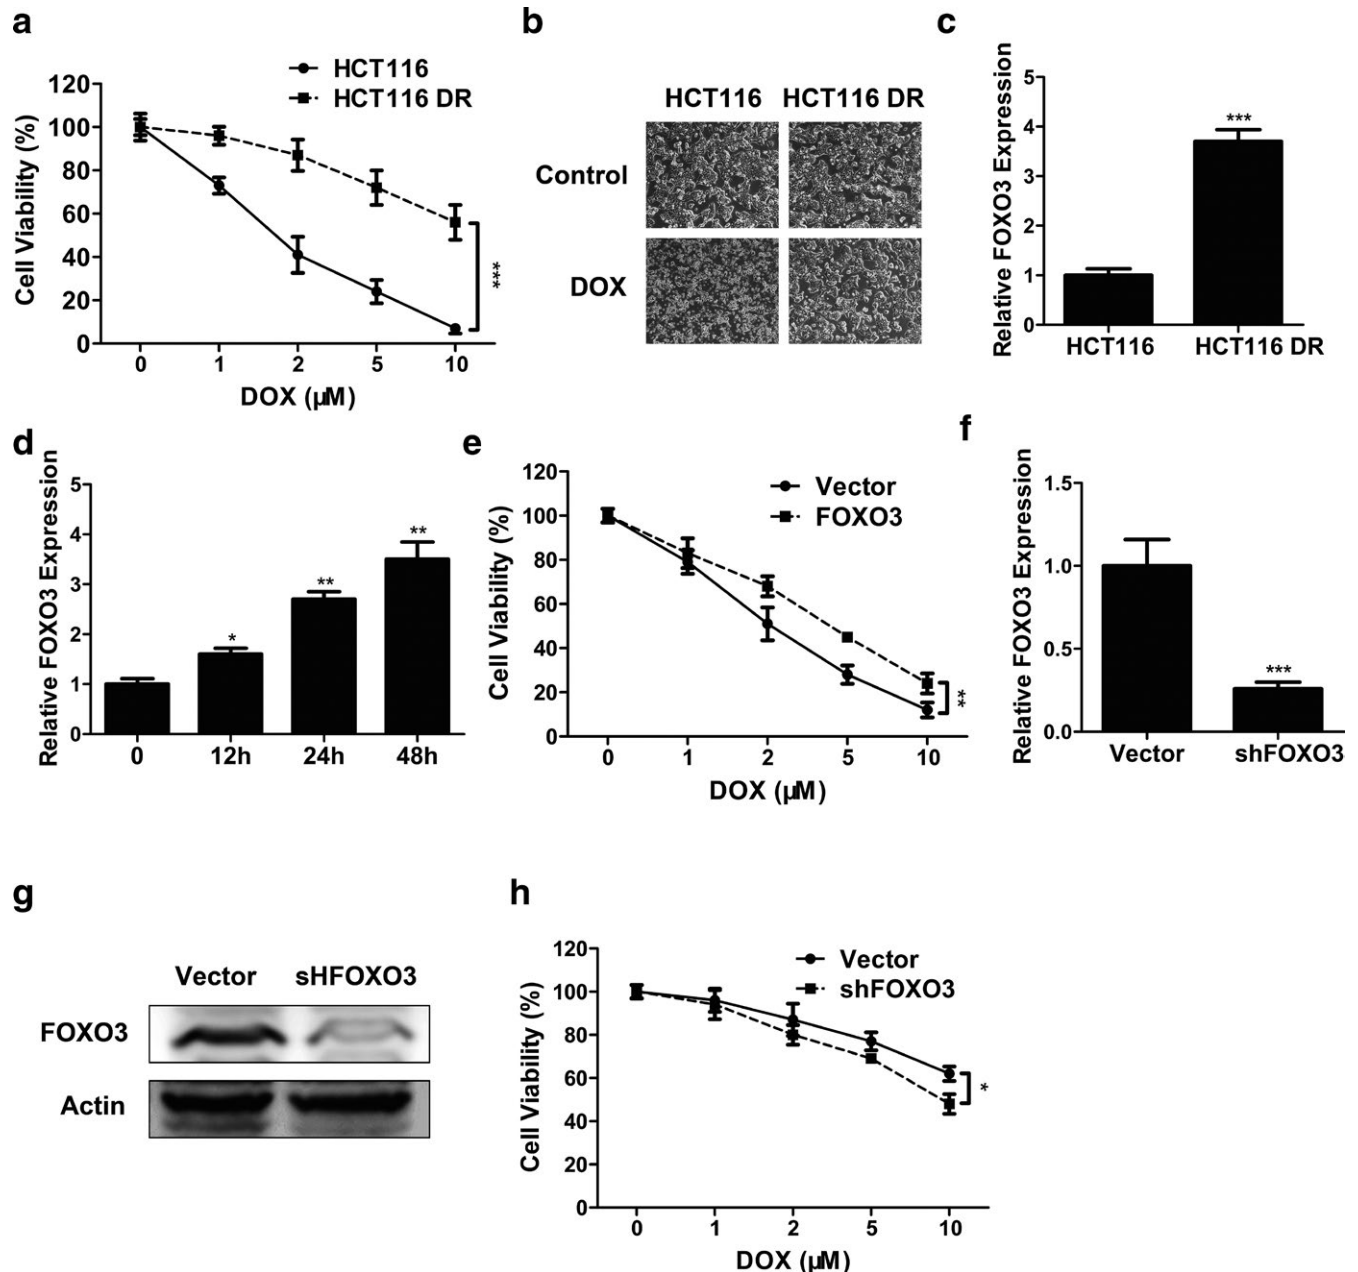 a
120
100
80
60
40
20
0
Cell Viability (%)
HCT116
HCT116 DR
***
0 1 2 5 10
DOX (µM)
b
HCT116 HCT116 DR
Control
DOX
c
Relative FOXO3 Expression
5
4
3
2
1
0
***
HCT116 HCT116 DR
d
Relative FOXO3 Expression
5
4
3
2
1
0
*
**
**
0 12h 24h 48h
e
Cell Viability (%)
120
100
80
60
40
20
0
Vector
FOXO3
**
0 1 2 5 10
DOX (µM)
f
Relative FOXO3 Expression
1.5
1.0
0.5
0.0
***
Vector shFOXO3
g
Vector sHFOXO3
FOXO3
Actin
h
Cell Viability (%)
120
100
80
60
40
20
0
Vector
shFOXO3
*
0 1 2 5 10
DOX (µM)